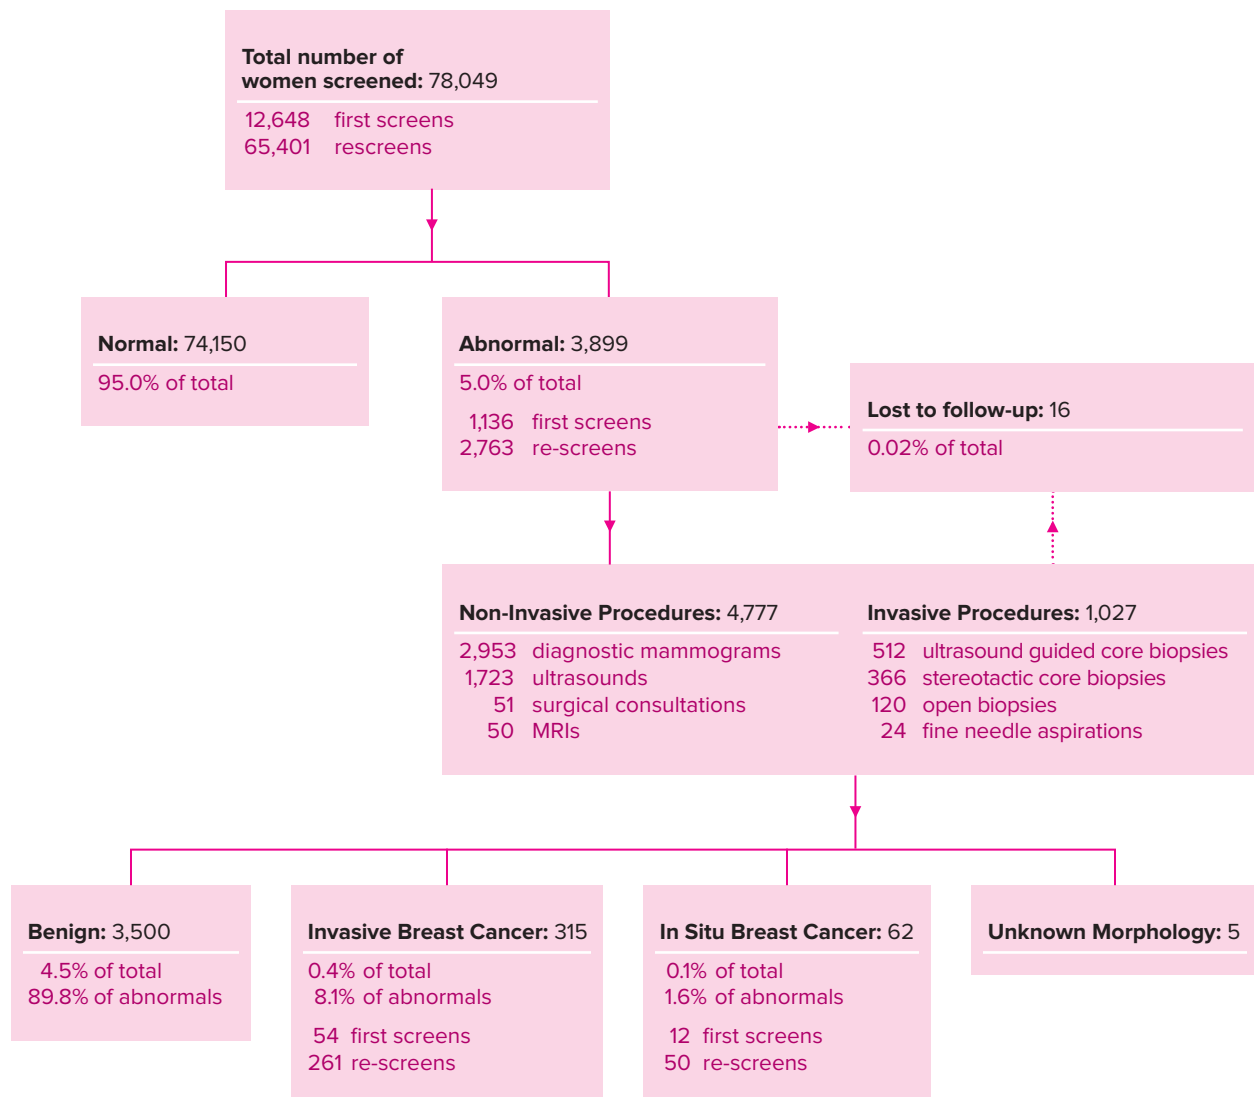 Total number of
women screened: 78,049
12,648 first screens
65,401 rescreens
Normal: 74,150
95.0% of total
Abnormal: 3,899
5.0% of total
1,136 first screens
2,763 re-screens
Lost to follow-up: 16
0.02% of total
Non-Invasive Procedures: 4,777
2,953 diagnostic mammograms
1,723 ultrasounds
51 surgical consultations
50 MRIs
Invasive Procedures: 1,027
512 ultrasound guided core biopsies
366 stereotactic core biopsies
120 open biopsies
24 fine needle aspirations
Benign: 3,500
4.5% of total
89.8% of abnormals
Invasive Breast Cancer: 315
0.4% of total
8.1% of abnormals
54 first screens
261 re-screens
In Situ Breast Cancer: 62
0.1% of total
1.6% of abnormals
12 first screens
50 re-screens
Unknown Morphology: 5